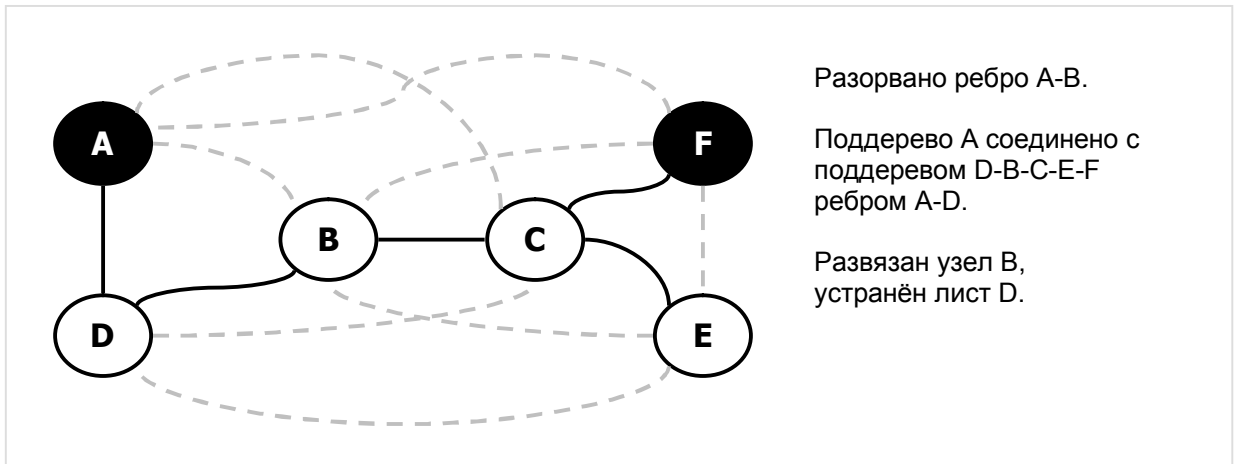 Разорвано ребро A-B.
A
F
Поддерево A соединено с
поддеревом D-B-C-E-F
ребром A-D.
B
C
Развязан узел B,
устранён лист D.
D
E